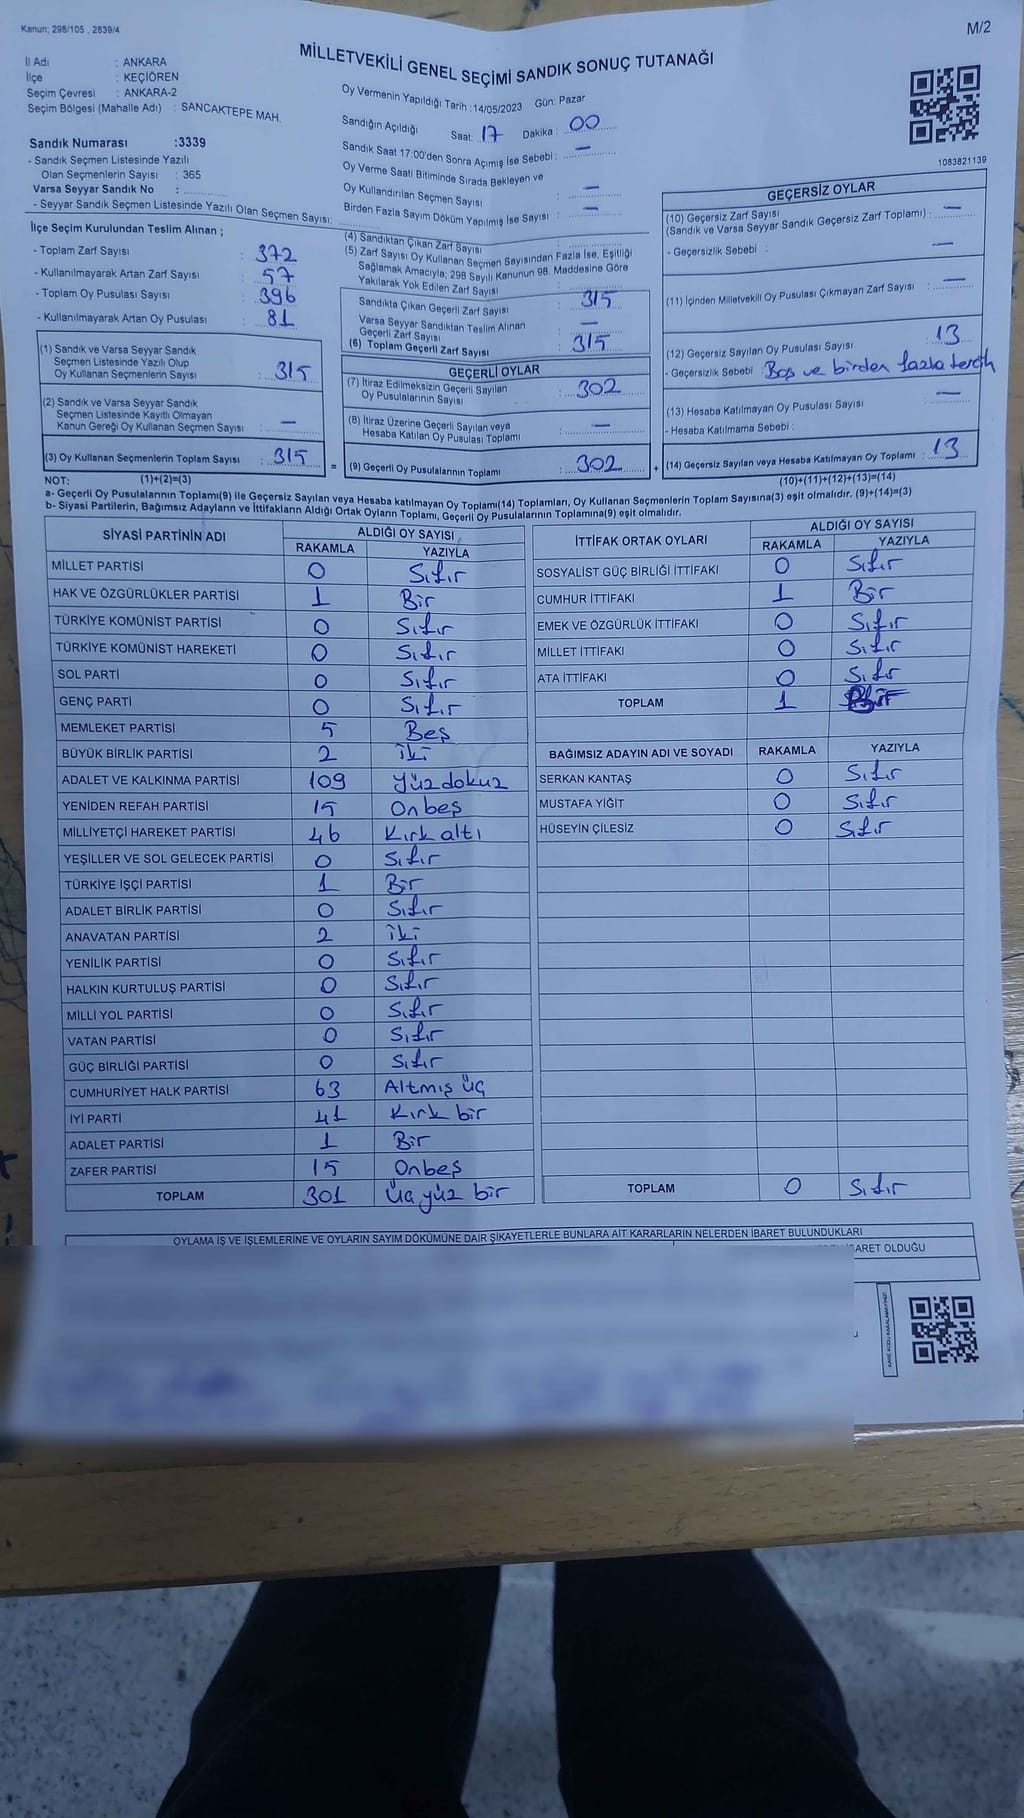 Kanun; 298/105 , 2839/4
M/2
MİLLETVEKİLİ GENEL SEÇİMİ SANDIK SONUÇ TUTANAĞI
İl Adı : ANKARA
İlçe : KEÇİÖREN
Seçim Çevresi : ANKARA-2
Seçim Bölgesi (Mahalle Adı) : SANCAKTEPE MAH.
Sandık Numarası :3339
- Sandık Seçmen Listesinde Yazılı
Olan Seçmenlerin Sayısı : 365
Varsa Seyyar Sandık No :
- Seyyar Sandık Seçmen Listesinde Yazılı Olan Seçmen Sayısı:
Oy Vermenin Yapıldığı Tarih :14/05/2023 Gün: Pazar
Sandığın Açıldığı Saat: 17 Dakika : 00
Sandık Saat 17:00'den Sonra Açımış İse Sebebi : –
Oy Verme Saati Bitiminde Sırada Bekleyen ve
Oy Kullandırılan Seçmen Sayısı : –
Birden Fazla Sayım Döküm Yapılmış İse Sayısı : –
1083821139
İlçe Seçim Kurulundan Teslim Alınan ;
- Toplam Zarf Sayısı : 372
- Kullanılmayarak Artan Zarf Sayısı : 57
- Toplam Oy Pusulası Sayısı : 396
- Kullanılmayarak Artan Oy Pusulası : 81
(1) Sandık ve Varsa Seyyar Sandık
Seçmen Listesinde Yazılı Olup
Oy Kullanan Seçmenlerin Sayısı : 315
(2) Sandık ve Varsa Seyyar Sandık
Seçmen Listesinde Kayıtlı Olmayan
Kanun Gereği Oy Kullanan Seçmen Sayısı : –
(3) Oy Kullanan Seçmenlerin Toplam Sayısı : 315
(1)+(2)=(3)
(4) Sandıktan Çıkan Zarf Sayısı
(5) Zarf Sayısı Oy Kullanan Seçmen Sayısından Fazla İse, Eşitliği
Sağlamak Amacıyla; 298 Sayılı Kanunun 98. Maddesine Göre
Yakılarak Yok Edilen Zarf Sayısı
Sandıkta Çıkan Geçerli Zarf Sayısı : 315
Varsa Seyyar Sandıktan Teslim Alınan
Geçerli Zarf Sayısı : –
(6) Toplam Geçerli Zarf Sayısı : 315
GEÇERLİ OYLAR
(7) İtiraz Edilmeksizin Geçerli Sayılan
Oy Pusulalarının Sayısı : 302
(8) İtiraz Üzerine Geçerli Sayılan veya
Hesaba Katılan Oy Pusulası Toplamı : –
= (9) Geçerli Oy Pusulalarının Toplamı : 302
GEÇERSİZ OYLAR
(10) Geçersiz Zarf Sayısı
(Sandık ve Varsa Seyyar Sandık Geçersiz Zarf Toplamı) : –
- Geçersizlik Sebebi : –
(11) İçinden Milletvekili Oy Pusulası Çıkmayan Zarf Sayısı : –
(12) Geçersiz Sayılan Oy Pusulası Sayısı : 13
- Geçersizlik Sebebi : Boş ve birden fazla tercih
(13) Hesaba Katılmayan Oy Pusulası Sayısı : –
- Hesaba Katılmama Sebebi :
+ (14) Geçersiz Sayılan veya Hesaba Katılmayan Oy Toplamı : 13
(10)+(11)+(12)+(13)=(14)
NOT:
a- Geçerli Oy Pusulalarının Toplamı(9) ile Geçersiz Sayılan veya Hesaba katılmayan Oy Toplamı(14) Toplamları, Oy Kullanan Seçmenlerin Toplam Sayısına(3) eşit olmalıdır. (9)+(14)=(3)
b- Siyasi Partilerin, Bağımsız Adayların ve İttifakların Aldığı Ortak Oyların Toplamı, Geçerli Oy Pusulalarının Toplamına(9) eşit olmalıdır.
SİYASİ PARTİNİN ADI ALDIĞI OY SAYISI
RAKAMLA YAZIYLA
MİLLET PARTİSİ 0 Sıfır
HAK VE ÖZGÜRLÜKLER PARTİSİ 1 Bir
TÜRKİYE KOMÜNİST PARTİSİ 0 Sıfır
TÜRKİYE KOMÜNİST HAREKETİ 0 Sıfır
SOL PARTİ 0 Sıfır
GENÇ PARTİ 0 Sıfır
MEMLEKET PARTİSİ 5 Beş
BÜYÜK BİRLİK PARTİSİ 2 İki
ADALET VE KALKINMA PARTİSİ 109 Yüzdokuz
YENİDEN REFAH PARTİSİ 15 Onbeş
MİLLİYETÇİ HAREKET PARTİSİ 46 Kırk altı
YEŞİLLER VE SOL GELECEK PARTİSİ 0 Sıfır
TÜRKİYE İŞÇİ PARTİSİ 1 Bir
ADALET BİRLİK PARTİSİ 0 Sıfır
ANAVATAN PARTİSİ 2 İki
YENİLİK PARTİSİ 0 Sıfır
HALKIN KURTULUŞ PARTİSİ 0 Sıfır
MİLLİ YOL PARTİSİ 0 Sıfır
VATAN PARTİSİ 0 Sıfır
GÜÇ BİRLİĞİ PARTİSİ 0 Sıfır
CUMHURİYET HALK PARTİSİ 63 Altmış üç
İYİ PARTİ 41 Kırk bir
ADALET PARTİSİ 1 Bir
ZAFER PARTİSİ 15 Onbeş
TOPLAM 301 Üçyüz bir
İTTİFAK ORTAK OYLARI ALDIĞI OY SAYISI
RAKAMLA YAZIYLA
SOSYALİST GÜÇ BİRLİĞİ İTTİFAKI 0 Sıfır
CUMHUR İTTİFAKI 1 Bir
EMEK VE ÖZGÜRLÜK İTTİFAKI 0 Sıfır
MİLLET İTTİFAKI 0 Sıfır
ATA İTTİFAKI 0 Sıfır
TOPLAM 1 Bir
BAĞIMSIZ ADAYIN ADI VE SOYADI RAKAMLA YAZIYLA
SERKAN KANTAŞ 0 Sıfır
MUSTAFA YİĞİT 0 Sıfır
HÜSEYİN ÇİLESİZ 0 Sıfır
TOPLAM 0 Sıfır
OYLAMA İŞ VE İŞLEMLERİNE VE OYLARIN SAYIM DÖKÜMÜNE DAİR ŞİKAYETLERLE BUNLARA AİT KARARLARIN NELERDEN İBARET BULUNDUKLARI
BARET OLDUĞU